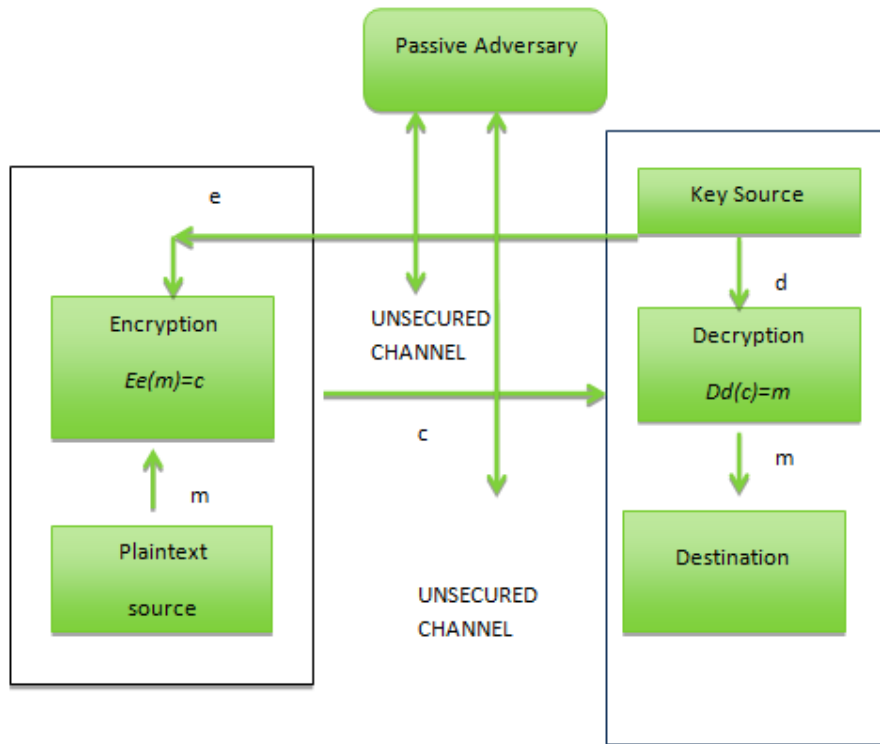 Passive Adversary
Key Source
e
d
Encryption
Ee(m)=c
UNSECURED
CHANNEL
Decryption
Dd(c)=m
c
m
m
Plaintext
source
Destination
UNSECURED
CHANNEL